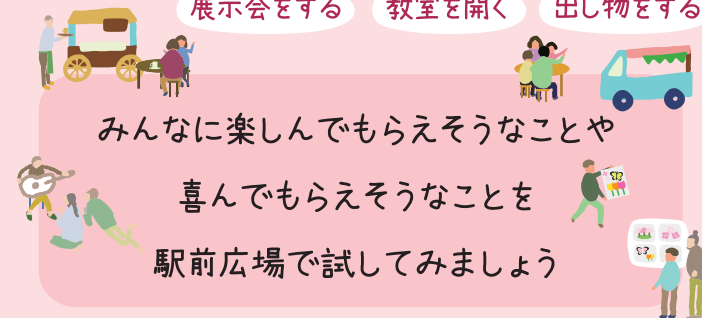 展示会をする 教室を開く 出し物をする
みんなに楽しんでもらえそうなことや
喜んでもらえそうなことを
駅前広場で試してみましょう